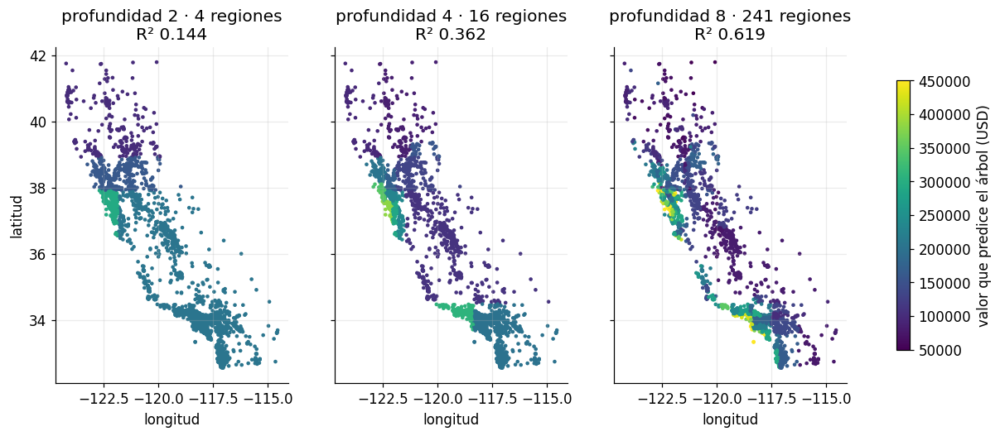 profundidad 2 · 4 regiones
R² 0.144
profundidad 4 · 16 regiones
R² 0.362
profundidad 8 · 241 regiones
R² 0.619
42
40
38
36
34
latitud
−122.5
−120.0
−117.5
−115.0
longitud
−122.5
−120.0
−117.5
−115.0
longitud
−122.5
−120.0
−117.5
−115.0
longitud
450000
400000
350000
300000
250000
200000
150000
100000
50000
valor que predice el árbol (USD)